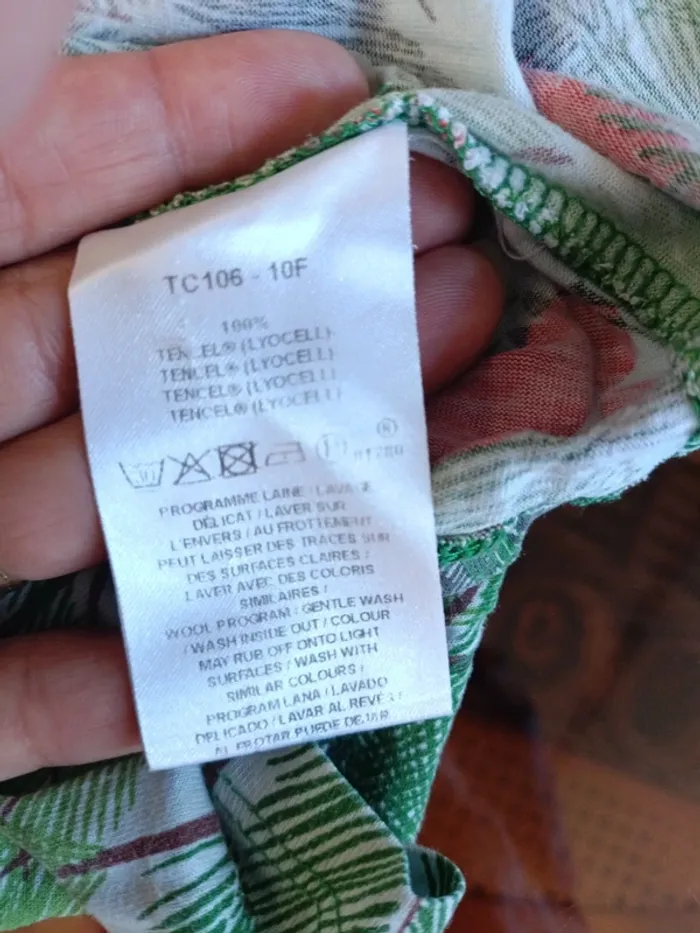 TC106 - 10F
100%
TENCEL® (LYOCELL)
TENCEL® (LYOCELL)
TENCEL® (LYOCELL)
TENCEL® (LYOCELL)
30 P ®
PROGRAMME LAINE / LAVAGE
DÉLICAT / LAVER SUR
L'ENVERS / AU FROTTEMENT
PEUT LAISSER DES TRACES SUR
DES SURFACES CLAIRES /
LAVER AVEC DES COLORIS
SIMILAIRES /
WOOL PROGRAM : GENTLE WASH
/ WASH INSIDE OUT / COLOUR
MAY RUB OFF ONTO LIGHT
SURFACES / WASH WITH
SIMILAR COLOURS /
PROGRAM LANA / LAVADO
DELICADO / LAVAR AL REVÉS /
AL FROTAR PUEDE DEJAR